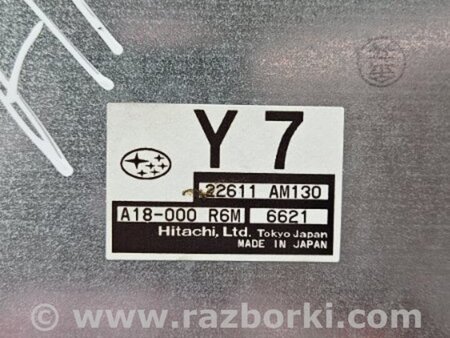 Y 7
22611 AM130
A18-000 R6M 6621
Hitachi, Ltd. Tokyo Japan
MADE IN JAPAN
www.razborki.com